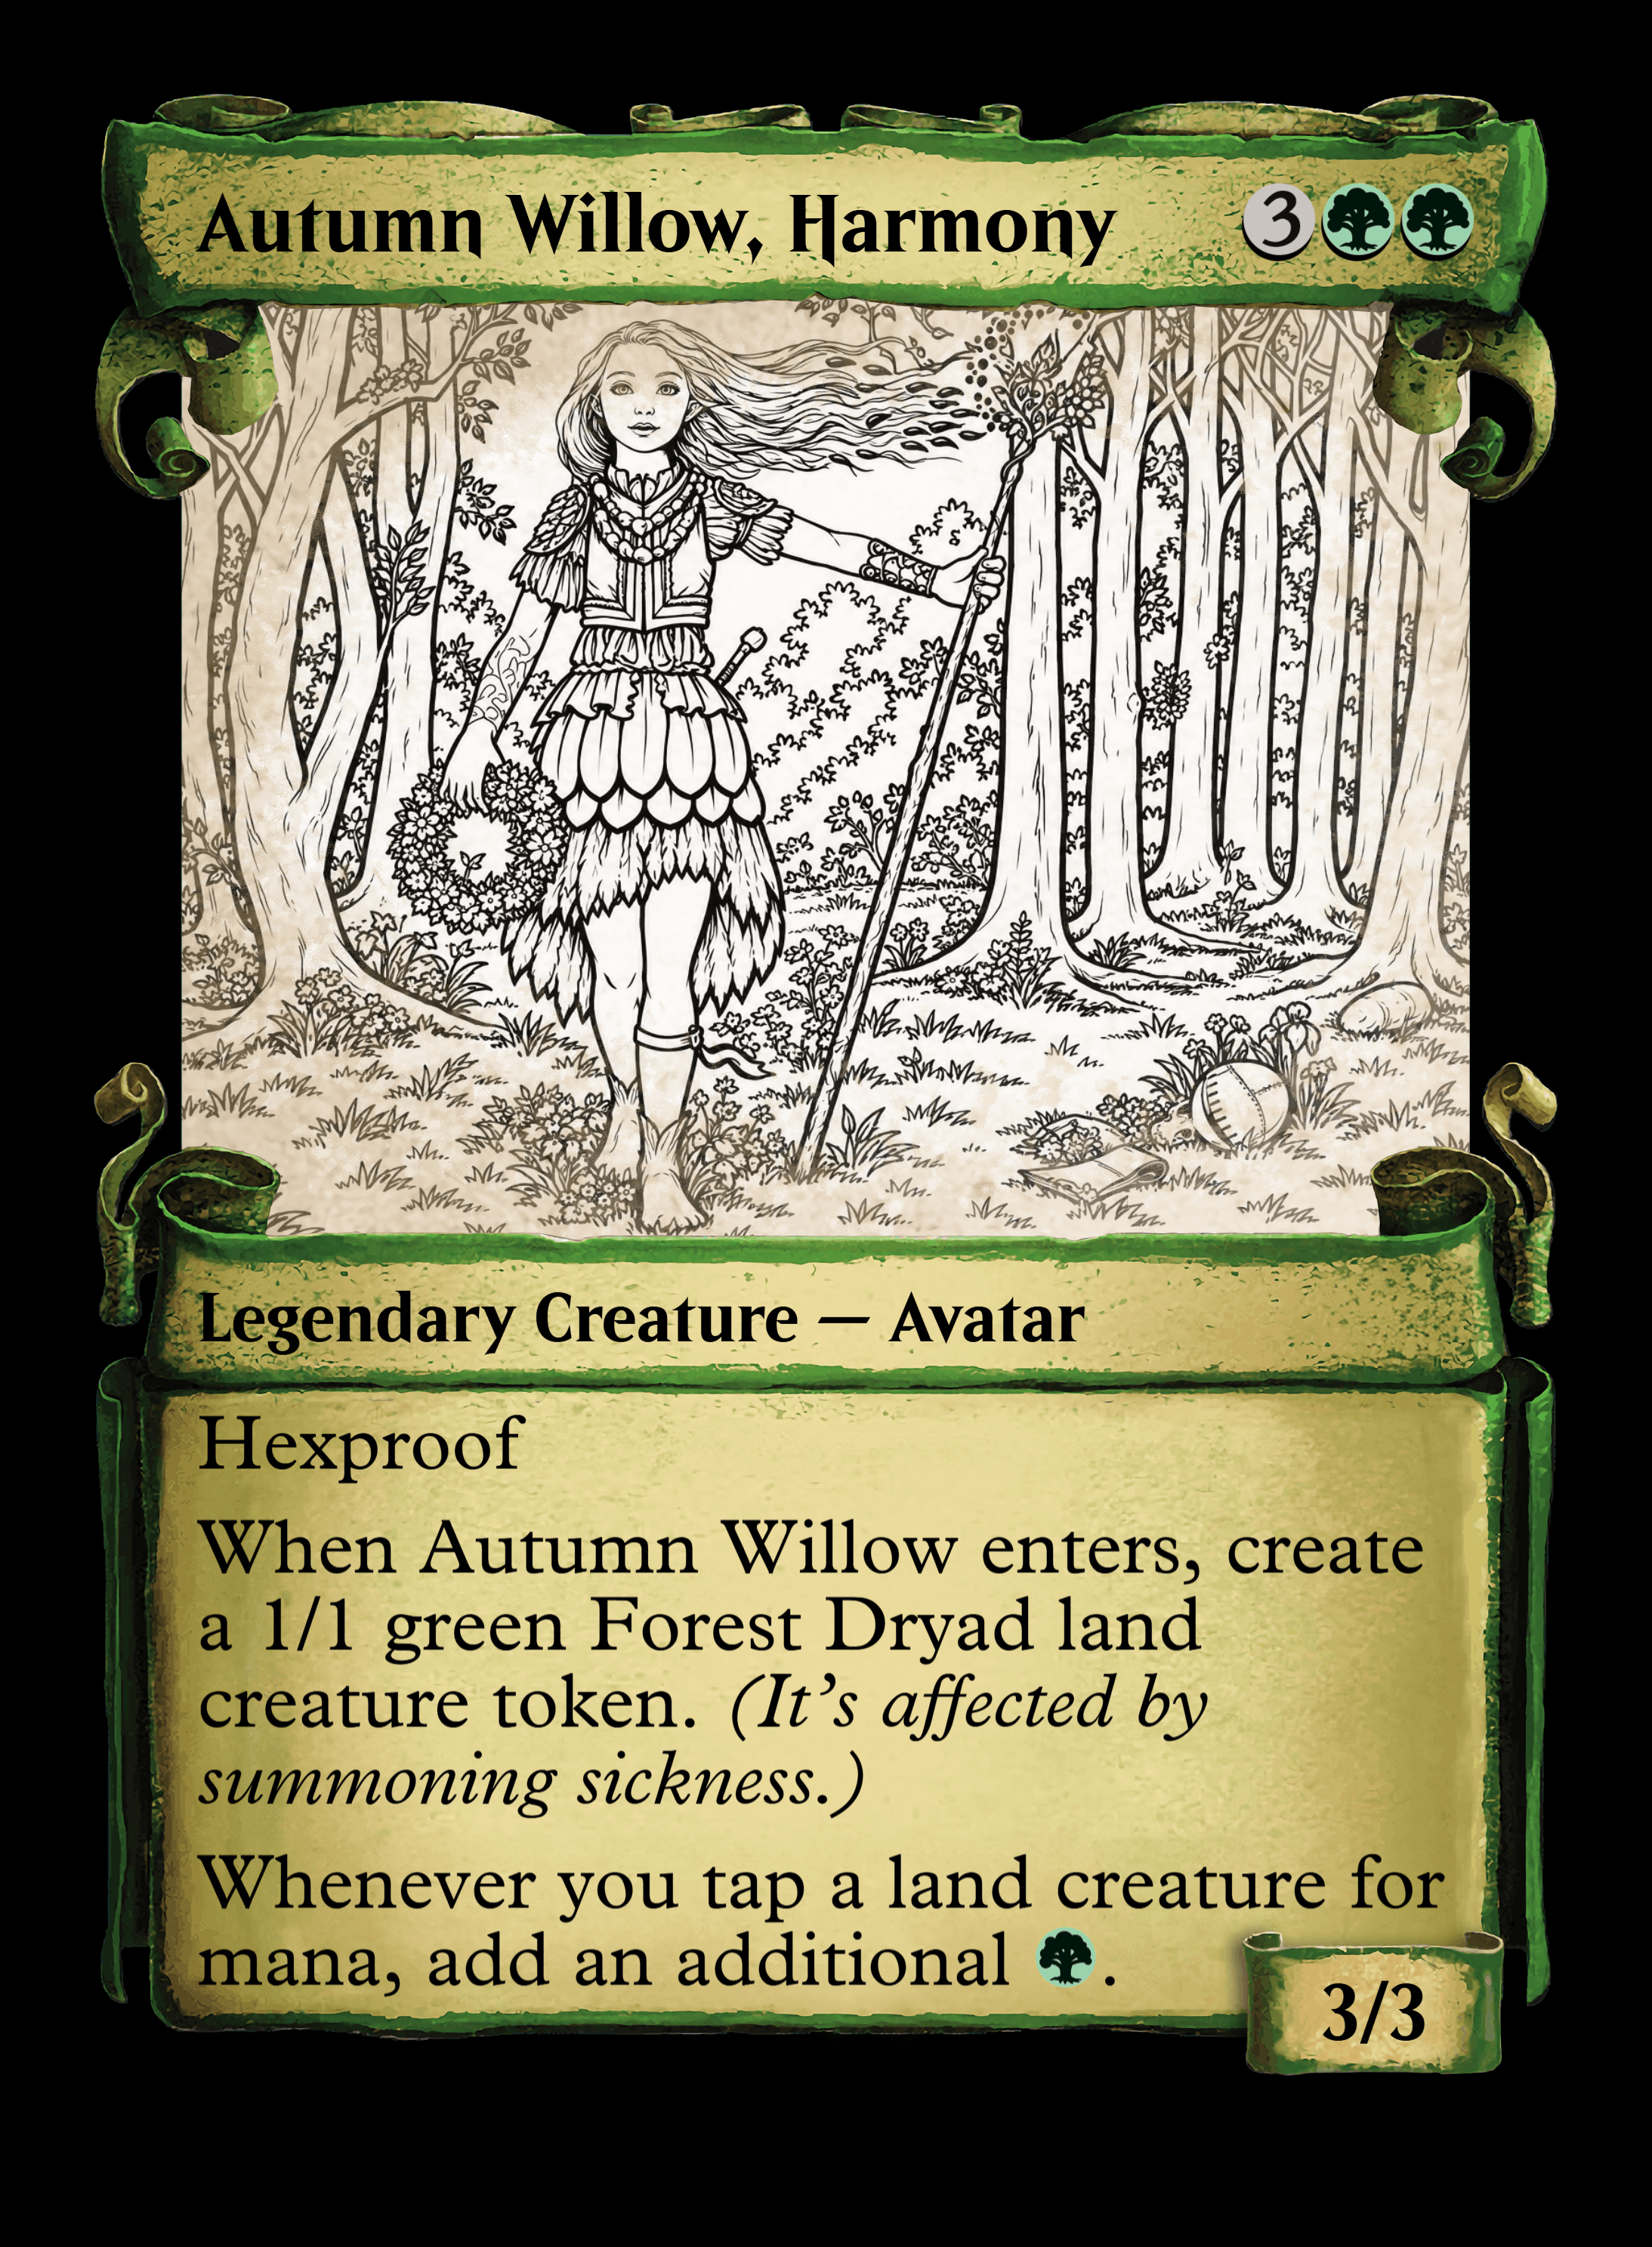 Autumn Willow, Harmony 3
Legendary Creature — Avatar
Hexproof
When Autumn Willow enters, create
a 1/1 green Forest Dryad land
creature token. (It's affected by
summoning sickness.)
Whenever you tap a land creature for
mana, add an additional .
3/3